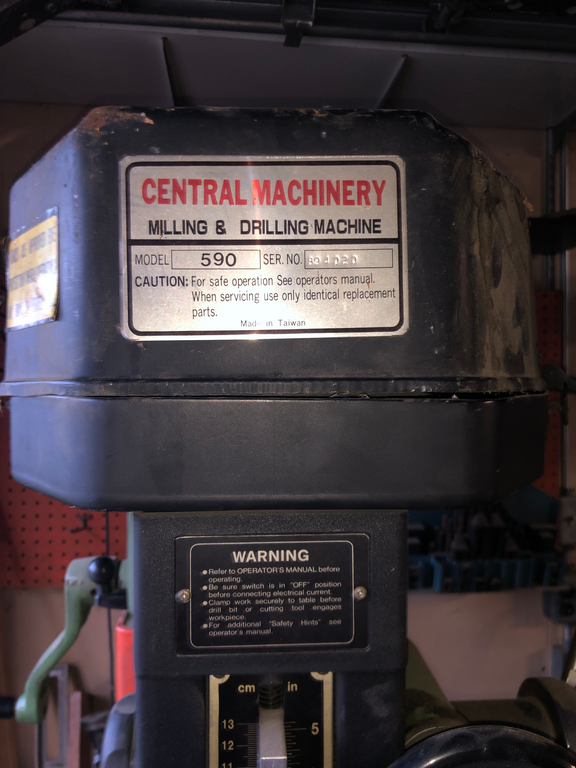 CENTRAL MACHINERY
MILLING & DRILLING MACHINE
MODEL 590 SER. NO.
CAUTION: For safe operation See operators manual.
When servicing use only identical replacement
parts.
Made in Taiwan
WARNING
● Refer to OPERATOR'S MANUAL before
operating.
● Be sure switch is in "OFF" position
before connecting electrical current.
● Clamp work securely to table before
drill bit or cutting tool engages
workpiece.
● For additional "Safety Hints" see
operator's manual.
cm in
13 5
12
11